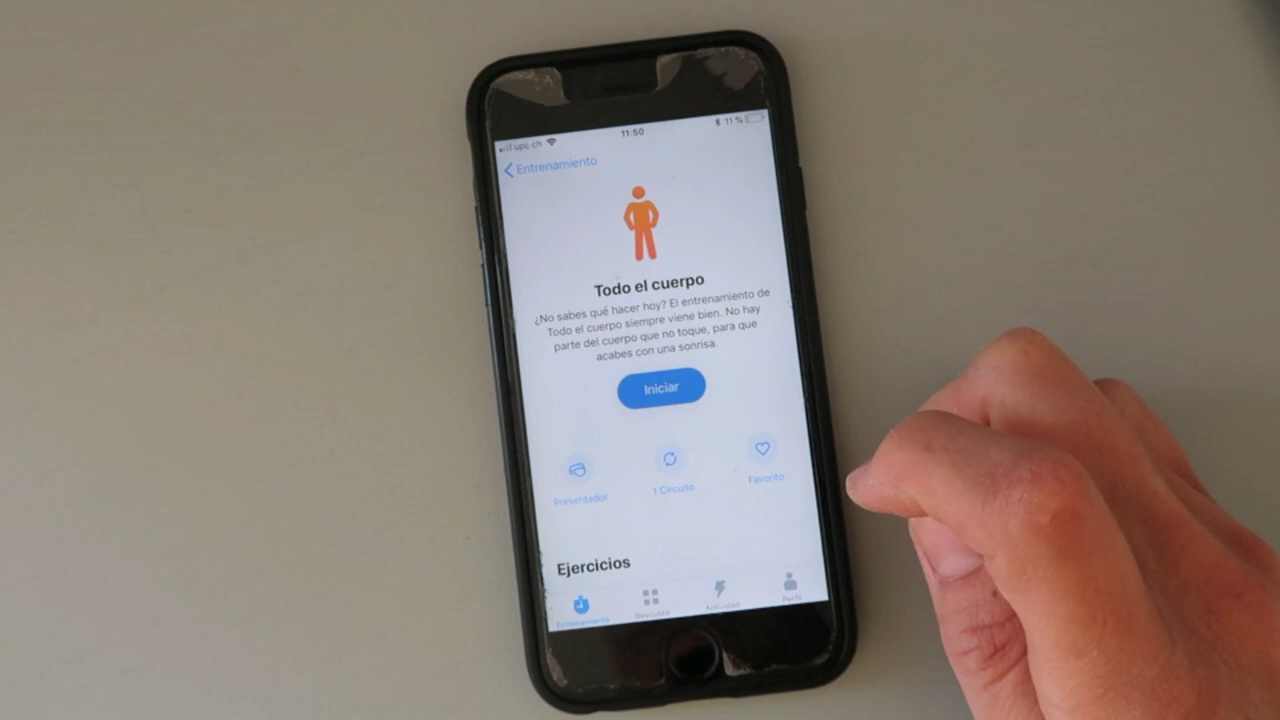 upc ch 11:50 11 %
Entrenamiento
Todo el cuerpo
¿No sabes qué hacer hoy? El entrenamiento de
Todo el cuerpo siempre viene bien. No hay
parte del cuerpo que no toque, para que
acabes con una sonrisa.
Iniciar
Presentador 1 Circuito Favorito
Ejercicios
Entrenamiento Descubra Actividad Perfil